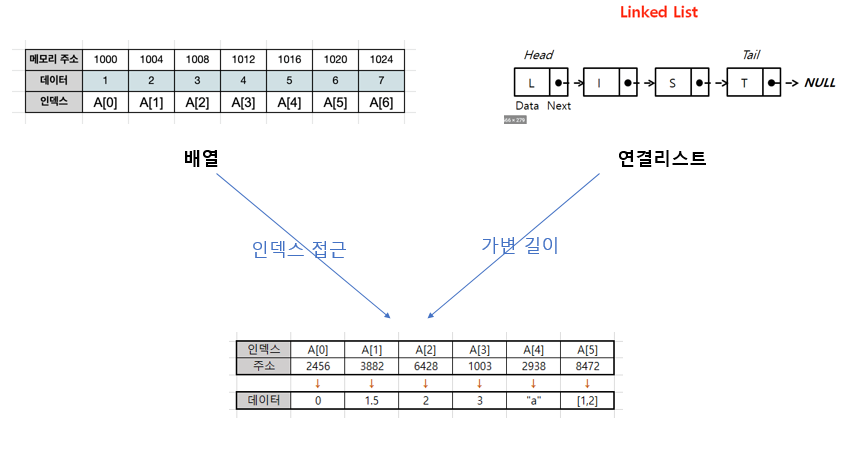 Linked List
메모리 주소 1000 1004 1008 1012 1016 1020 1024
데이터 1 2 3 4 5 6 7
인덱스 A[0] A[1] A[2] A[3] A[4] A[5] A[6]
Head Tail
L I S T NULL
Data Next
배열
연결리스트
인덱스 접근
가변 길이
인덱스 A[0] A[1] A[2] A[3] A[4] A[5]
주소 2456 3882 6428 1003 2938 8472
↓ ↓ ↓ ↓ ↓ ↓
데이터 0 1.5 2 3 "a" [1,2]